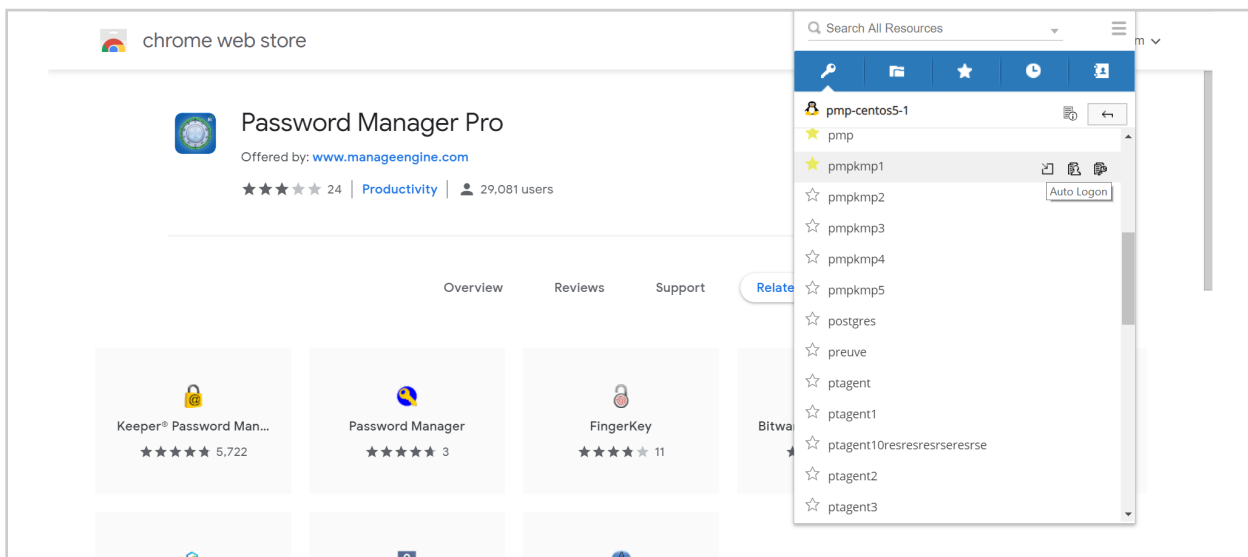 chrome web store
Password Manager Pro
Offered by: www.manageengine.com
24 | Productivity | 29,081 users
Overview
Reviews
Support
Relate
Keeper® Password Man...
5,722
Password Manager
3
FingerKey
11
Bitwa
m
Search All Resources
pmp-centos5-1
pmp
pmpkmp1
Auto Logon
pmpkmp2
pmpkmp3
pmpkmp4
pmpkmp5
postgres
preuve
ptagent
ptagent1
ptagent10resresresrseresrse
ptagent2
ptagent3